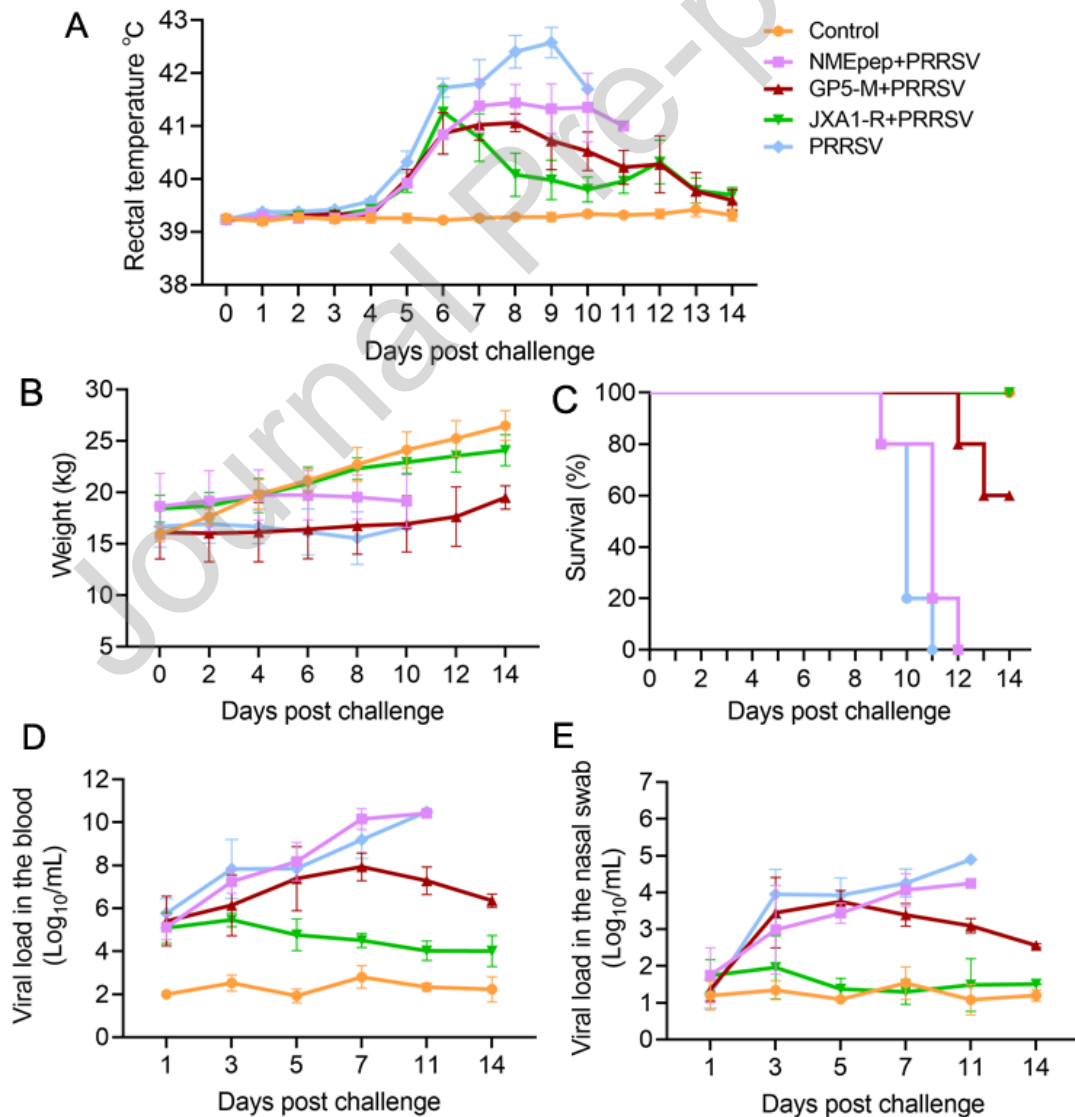 A
Rectal temperature °C
43
42
41
40
39
38
0 1 2 3 4 5 6 7 8 9 10 11 12 13 14
Days post challenge
Control
NMEpep+PRRSV
GP5-M+PRRSV
JXA1-R+PRRSV
PRRSV
B
Weight (kg)
30
25
20
15
10
5
0 2 4 6 8 10 12 14
Days post challenge
C
Survival (%)
100
80
60
40
20
0
0 2 4 6 8 10 12 14
Days post challenge
D
Viral load in the blood
(Log10/mL)
12
10
8
6
4
2
0
1 3 5 7 11 14
Days post challenge
E
Viral load in the nasal swab
(Log10/mL)
7
6
5
4
3
2
1
0
1 3 5 7 11 14
Days post challenge
Journal Pre-p